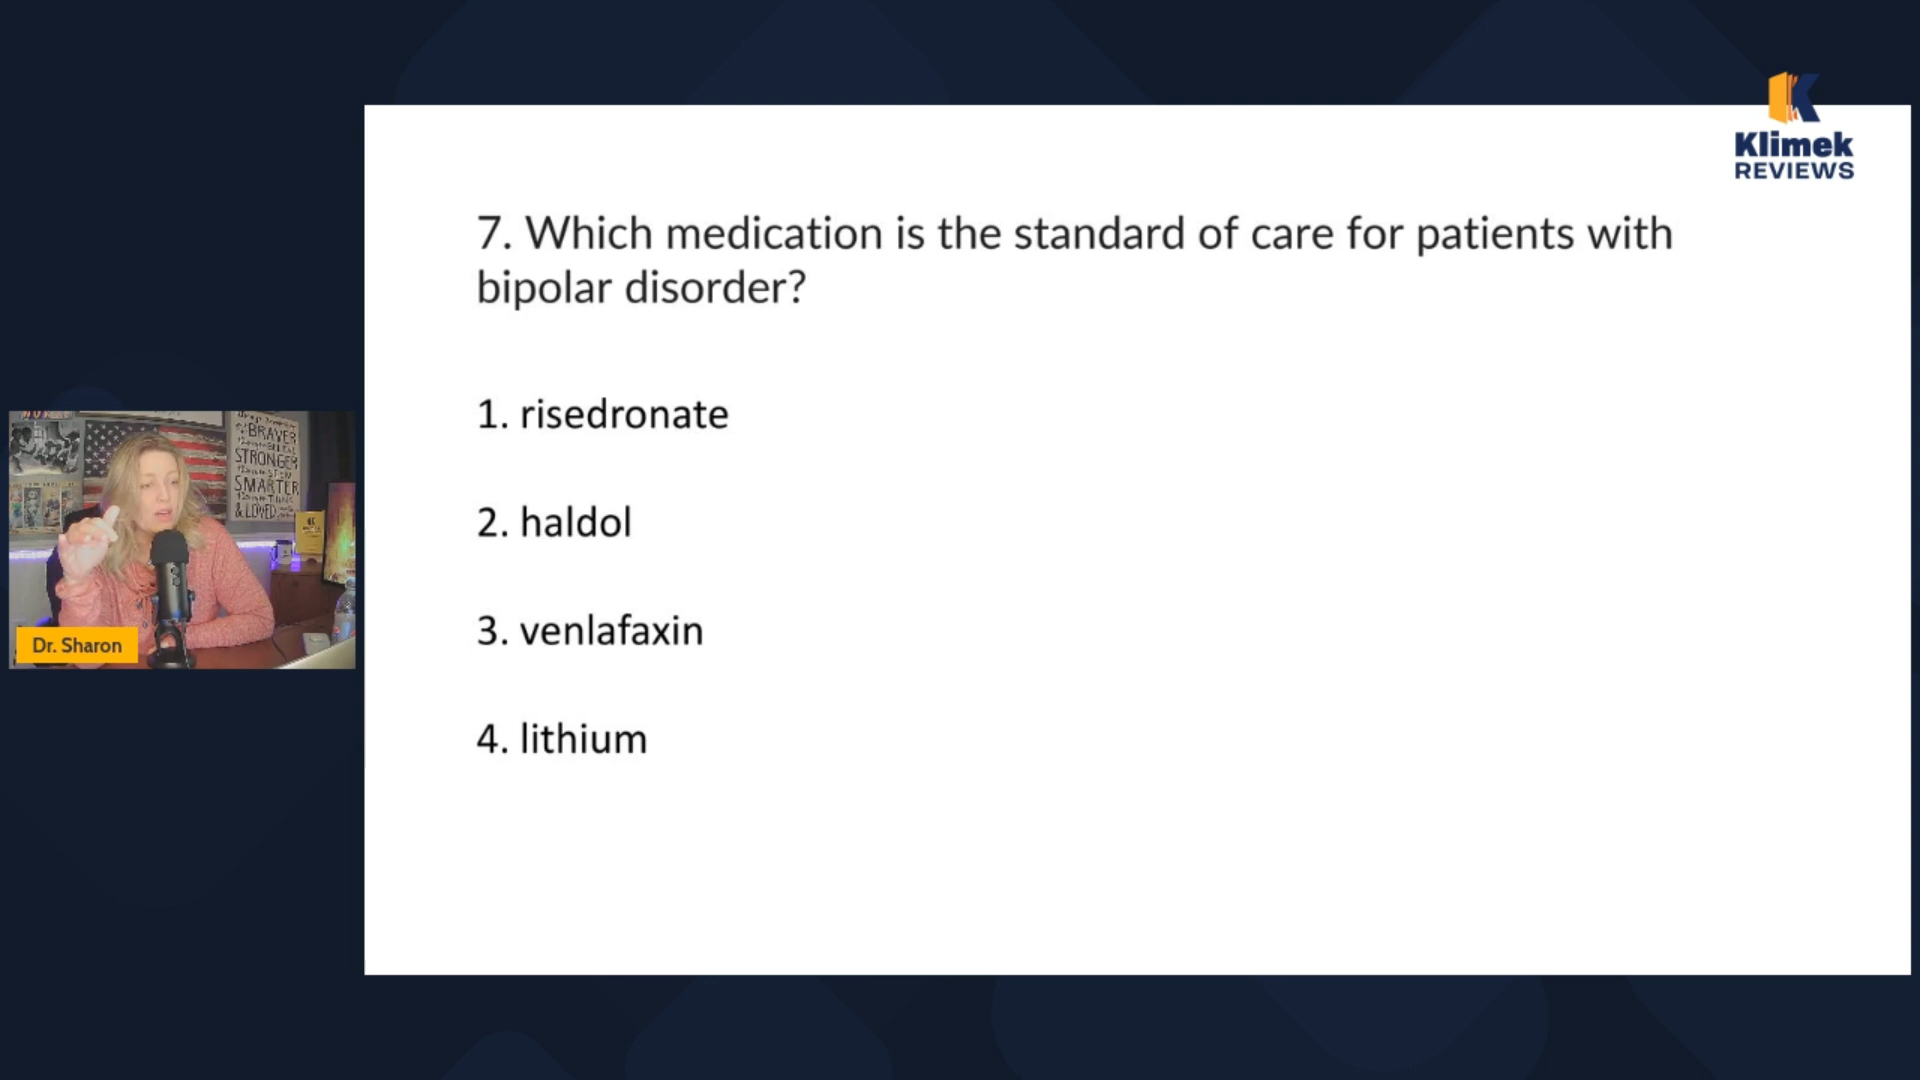 Klimek
REVIEWS
7. Which medication is the standard of care for patients with
bipolar disorder?
1. risedronate
2. haldol
3. venlafaxin
4. lithium
BRAVER
STRONGER
SMARTER
& LOVED
Dr. Sharon